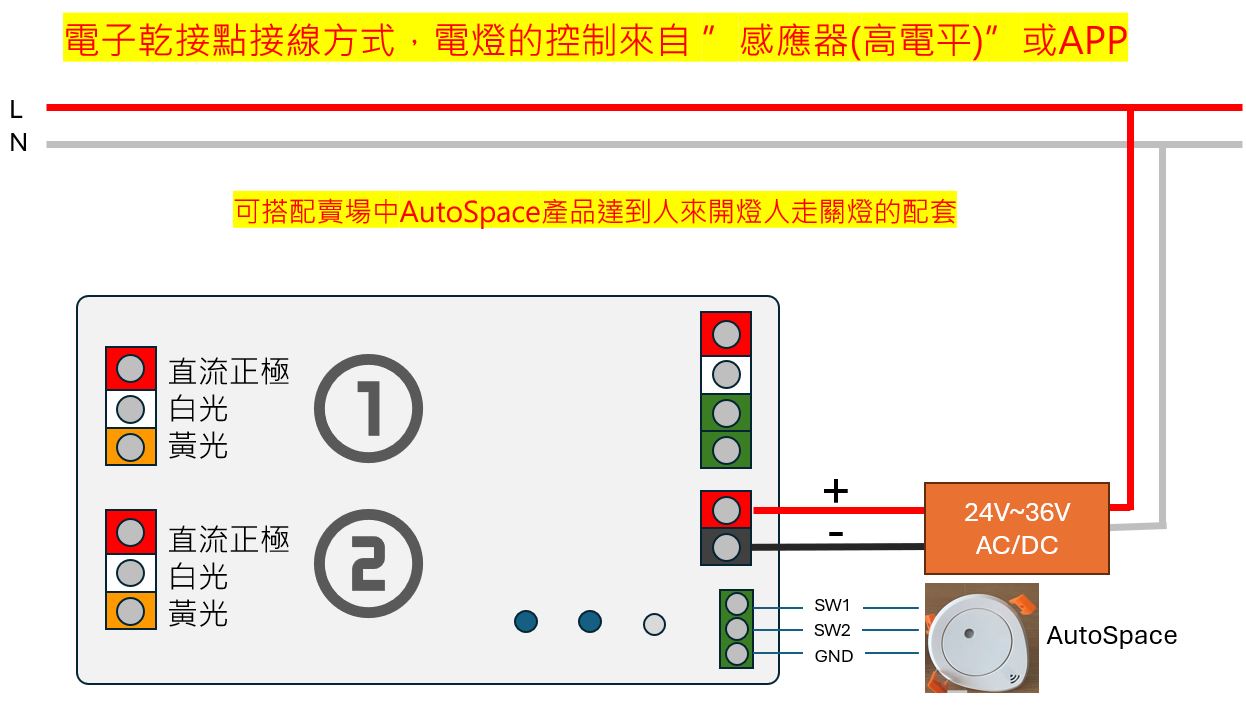 電子乾接點接線方式，電燈的控制來自”感應器(高電平)”或APP
L
N
可搭配賣場中AutoSpace產品達到人來開燈人走關燈的配套
直流正極
白光
黃光
1
直流正極
白光
黃光
2
+
-
24V~36V
AC/DC
SW1
SW2
GND
AutoSpace